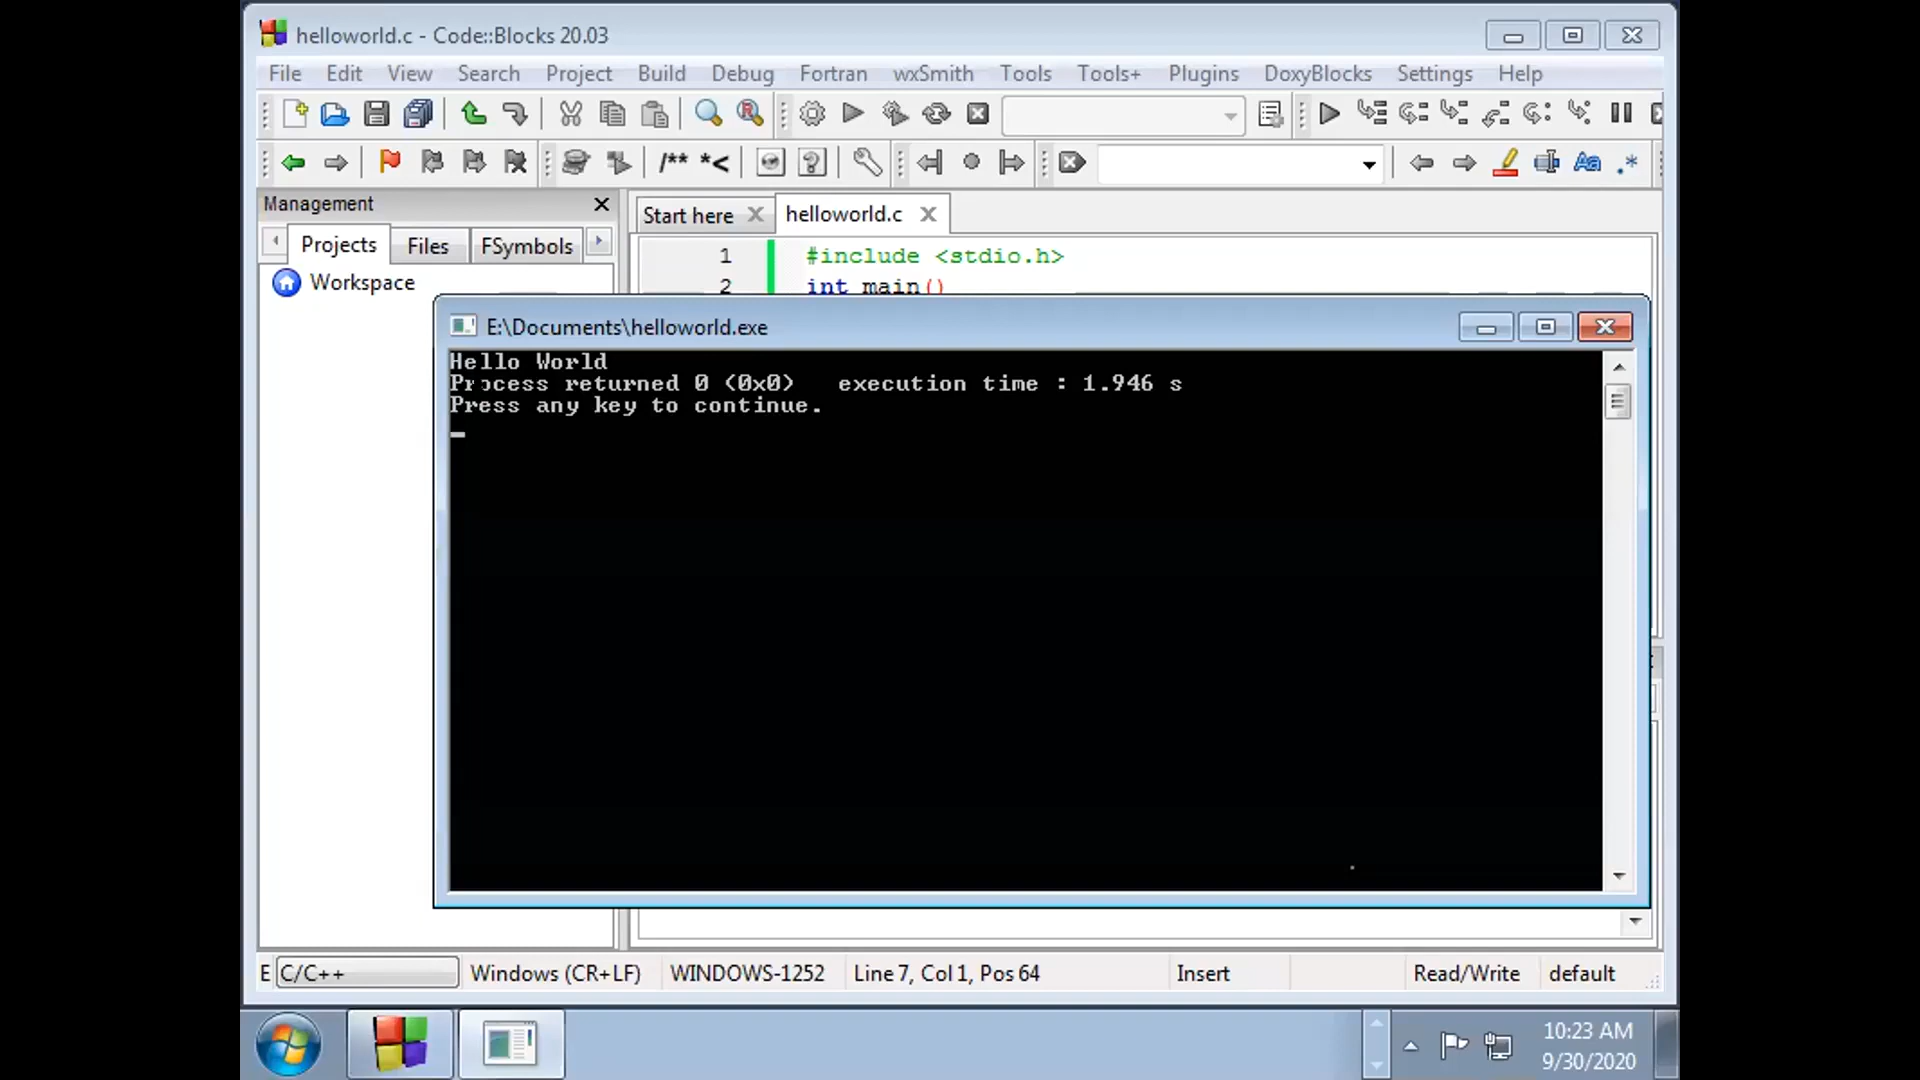 helloworld.c - Code::Blocks 20.03
File Edit View Search Project Build Debug Fortran wxSmith Tools Tools+ Plugins DoxyBlocks Settings Help
/** *<
Aa .*
Management
Start here helloworld.c
Projects Files FSymbols
Workspace
1 #include <stdio.h>
2 int main()
E:\Documents\helloworld.exe
Hello World
Process returned 0 (0x0) execution time : 1.946 s
Press any key to continue.
E C/C++ Windows (CR+LF) WINDOWS-1252 Line 7, Col 1, Pos 64 Insert Read/Write default
10:23 AM
9/30/2020